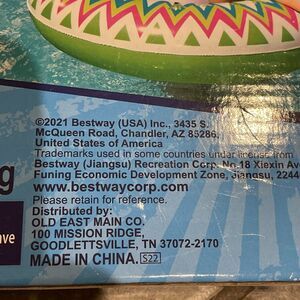 ©2021 Bestway (USA) Inc., 3435 S.
McQueen Road, Chandler, AZ 85286,
United States of America
Trademarks used in some countries under license from
Bestway (Jiangsu) Recreation Corp. No.18 Xiexin Ave
Funing Economic Development Zone, Jiangsu, 2244
www.bestwaycorp.com
Please retain for reference.
Distributed by:
OLD EAST MAIN CO.
100 MISSION RIDGE,
GOODLETTSVILLE, TN 37072-2170
MADE IN CHINA. S22
g
ave